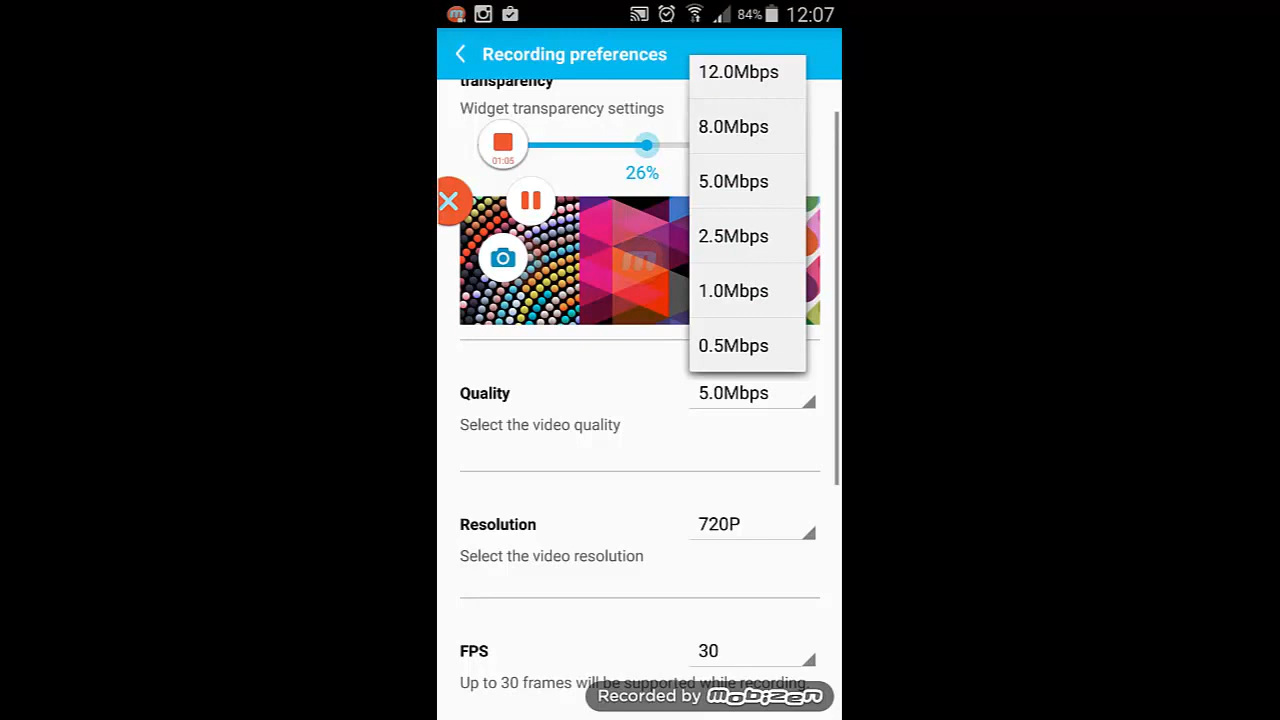 84% 12:07
Recording preferences
transparency
Widget transparency settings
01:05
26%
m
12.0Mbps
8.0Mbps
5.0Mbps
2.5Mbps
1.0Mbps
0.5Mbps
Quality
5.0Mbps
Select the video quality
Resolution
720P
Select the video resolution
FPS
30
Up to 30 frames will be supported while recording.
Recorded by mobizen